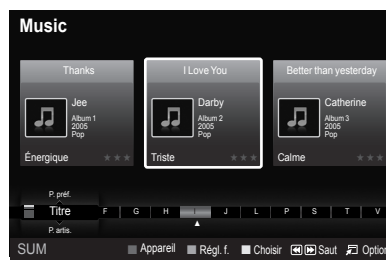 Music
Thanks
I Love You
Better than yesterday
Jee
Album 1
2005
Pop
Énergique
Darby
Album 2
2005
Pop
Triste
Catherine
Album 3
2005
Pop
Calme
P. préf.
Titre F G H I J L P S T V
P. artis.
SUM Appareil Régl. f. Choisir Saut Option